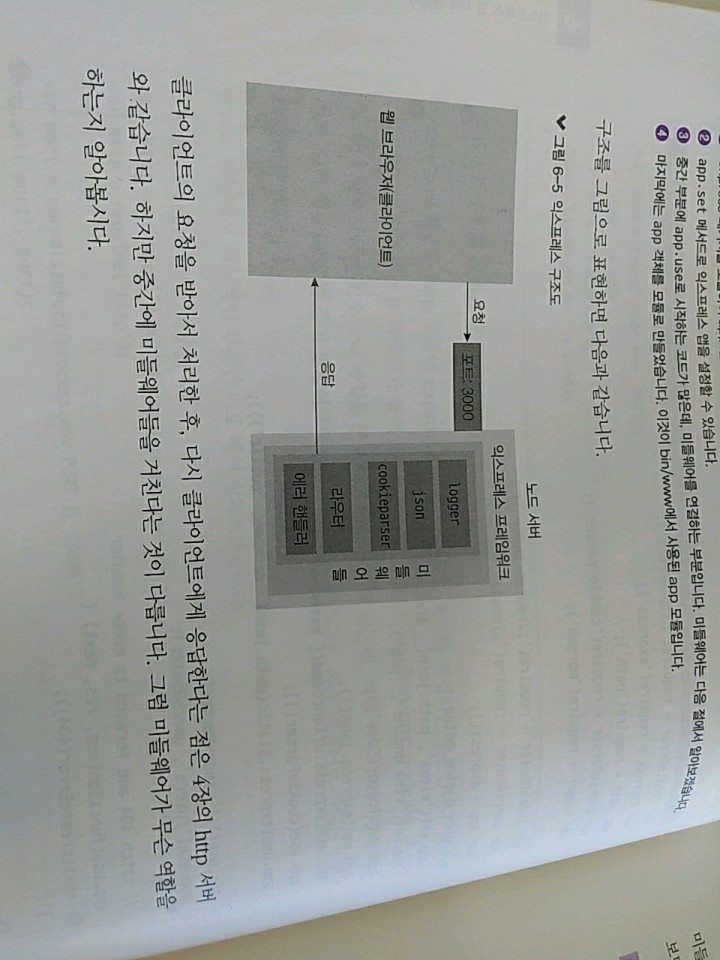 ② app.set 메서드로 익스프레스 앱을 설정할 수 있습니다.
③ 중간 부분에 app.use로 시작하는 코드가 많은데, 미들웨어를 연결하는 부분입니다. 미들웨어는 다음 절에서 알아보겠습니다.
④ 마지막에는 app 객체를 모듈로 만들었습니다. 이것이 bin/www에서 사용된 app 모듈입니다.
구조를 그림으로 표현하면 다음과 같습니다.
그림 6-5 익스프레스 구조도
노드 서버
익스프레스 프레임워크
요청
포트: 3000
logger
json
cookieparser
라우터
에러 핸들러
미들웨어들
웹 브라우저(클라이언트)
응답
클라이언트의 요청을 받아서 처리한 후, 다시 클라이언트에게 응답한다는 점은 4장의 http 서버
와 같습니다. 하지만 중간에 미들웨어들을 거친다는 것이 다릅니다. 그럼 미들웨어가 무슨 역할을
하는지 알아봅시다.